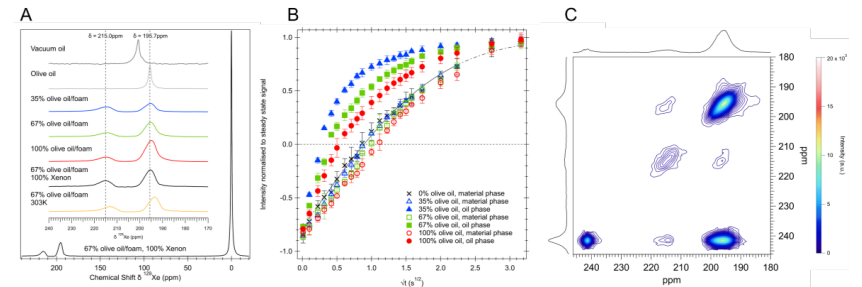 A
δ = 215.0ppm
δ = 195.7ppm
Vacuum oil
Olive oil
35% olive oil/foam
67% olive oil/foam
100% olive oil/foam
67% olive oil/foam
100% Xenon
67% olive oil/foam
303K
240 230 220 210 200 190 180 170
δ 129Xe (ppm)
67% olive oil/foam, 100% Xenon
200 150 100 50 0
Chemical Shift δ 129Xe (ppm)
B
Intensity normalised to steady state signal
1.0
0.5
0.0
-0.5
-1.0
0% olive oil, material phase
35% olive oil, material phase
35% olive oil, oil phase
67% olive oil, material phase
67% olive oil, oil phase
100% olive oil, material phase
100% olive oil, oil phase
0.0 0.5 1.0 1.5 2.0 2.5 3.0
√t (s1/2)
C
180
190
200
210
220
230
240
ppm
240 230 220 210 200 190 180
ppm
20 x 10³
15
10
5
0
Intensity (a.u.)